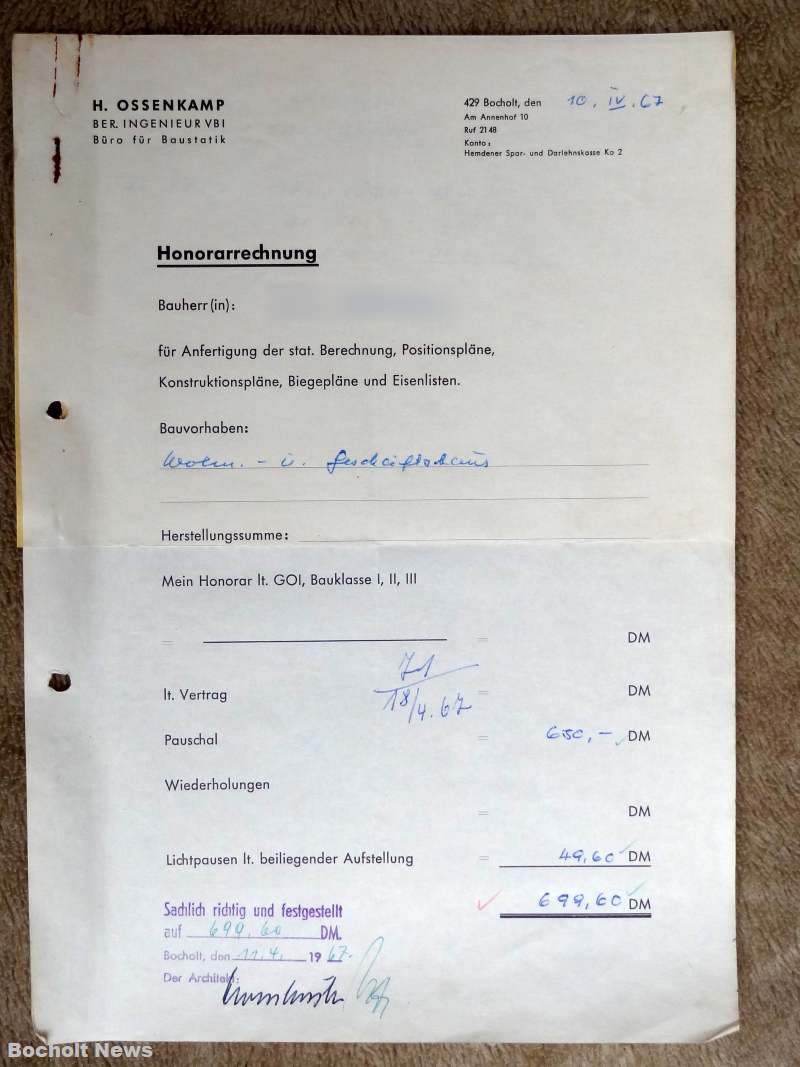 H. OSSENKAMP
BER. INGENIEUR VBI
Büro für Baustatik
429 Bocholt, den 10. IV. 67
Am Annenhof 10
Ruf 2148
Konto:
Hemdener Spar- und Darlehnskasse Ko 2
Honorarrechnung
Bauherr(in):
für Anfertigung der stat. Berechnung, Positionspläne,
Konstruktionspläne, Biegepläne und Eisenlisten.
Bauvorhaben:
Wohn.- u. Geschäftshaus
Herstellungssumme:
Mein Honorar lt. GOI, Bauklasse I, II, III
= = DM
18/4.67
lt. Vertrag = DM
Pauschal = 650,- DM
Wiederholungen
= DM
Lichtpausen lt. beiliegender Aufstellung = 49,60 DM
699,60 DM
Sachlich richtig und festgestellt
auf 699.60 DM.
Bocholt, den 11.4. 1967.
Der Architekt:
Bocholt News